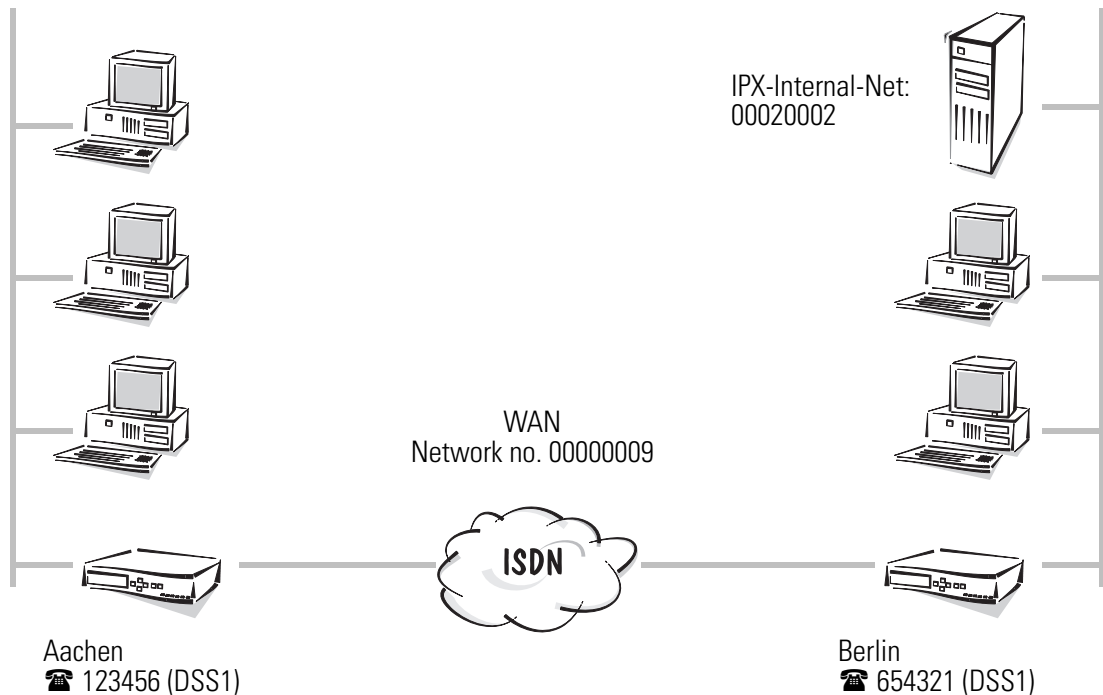 IPX-Internal-Net:
00020002
WAN
Network no. 00000009
ISDN
Aachen
☎ 123456 (DSS1)
Berlin
☎ 654321 (DSS1)